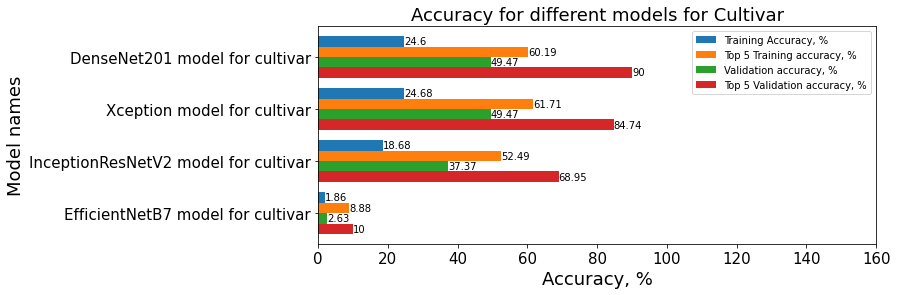 Accuracy for different models for Cultivar
Training Accuracy, %
Top 5 Training accuracy, %
Validation accuracy, %
Top 5 Validation accuracy, %
Model names
DenseNet201 model for cultivar
24.6
60.19
49.47
90
Xception model for cultivar
24.68
61.71
49.47
84.74
InceptionResNetV2 model for cultivar
18.68
52.49
37.37
68.95
EfficientNetB7 model for cultivar
1.86
8.88
2.63
10
0 20 40 60 80 100 120 140 160
Accuracy, %